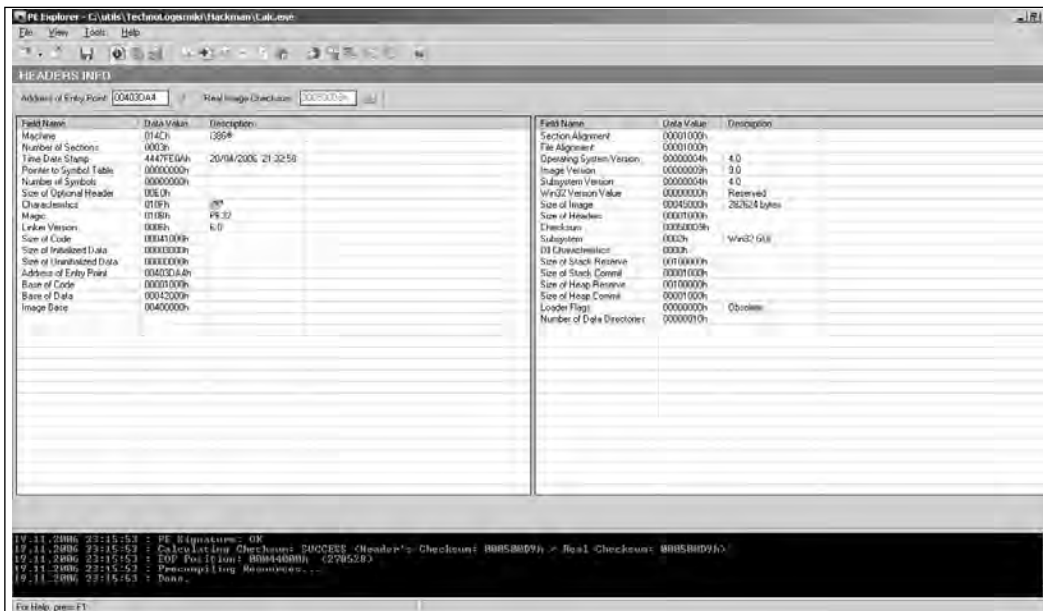 PE Explorer - C:\utils\Technologismiki\Hackman\Calc.exe
File View Tools Help
HEADERS INFO
Address of Entry Point: 00403DA4 Real Image Checksum:
Field Name Data Value Description
Machine 014Ch i386®
Number of Sections 0003h
Time Date Stamp 4447FE0Ah 20/04/2006 21:32:58
Pointer to Symbol Table 00000000h
Number of Symbols 00000000h
Size of Optional Header 00E0h
Characteristics 010Fh
Magic 010Bh PE32
Linker Version 0006h 6.0
Size of Code 00041000h
Size of Initialized Data 00003000h
Size of Uninitialized Data 00000000h
Address of Entry Point 00403DA4h
Base of Code 00001000h
Base of Data 00042000h
Image Base 00400000h
Field Name Data Value Description
Section Alignment 00001000h
File Alignment 00001000h
Operating System Version 00000004h 4.0
Image Version 00000009h 9.0
Subsystem Version 00000004h 4.0
Win32 Version Value 00000000h Reserved
Size of Image 00045000h 282624 bytes
Size of Headers 00001000h
Checksum
Subsystem 0002h Win32 GUI
Dll Characteristics 0000h
Size of Stack Reserve 00100000h
Size of Stack Commit 00001000h
Size of Heap Reserve 00100000h
Size of Heap Commit 00001000h
Loader Flags 00000000h Obsolete
Number of Data Directories 00000010h
19.11.2006 23:15:53 : PE Signature: OK
19.11.2006 23:15:53 : Calculating Checksum: SUCCESS (Header's Checksum: / Real Checksum:
19.11.2006 23:15:53 : EOF Position: 00044000h (278528)
19.11.2006 23:15:53 : Precompiling Resources...
19.11.2006 23:15:53 : Done.
For Help, press F1